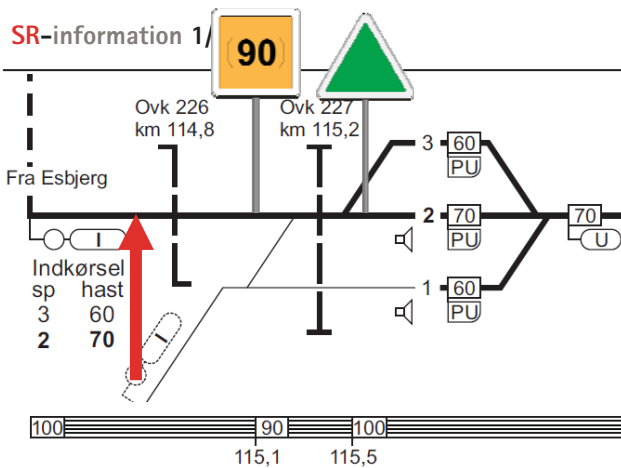 SR-information 1/
(90)
Ovk 226
km 114,8
Ovk 227
km 115,2
Fra Esbjerg
3 60
PU
2 70
PU
70
U
I
Indkørsel
sp hast
3 60
2 70
1 60
PU
I
100 90 100
115,1 115,5